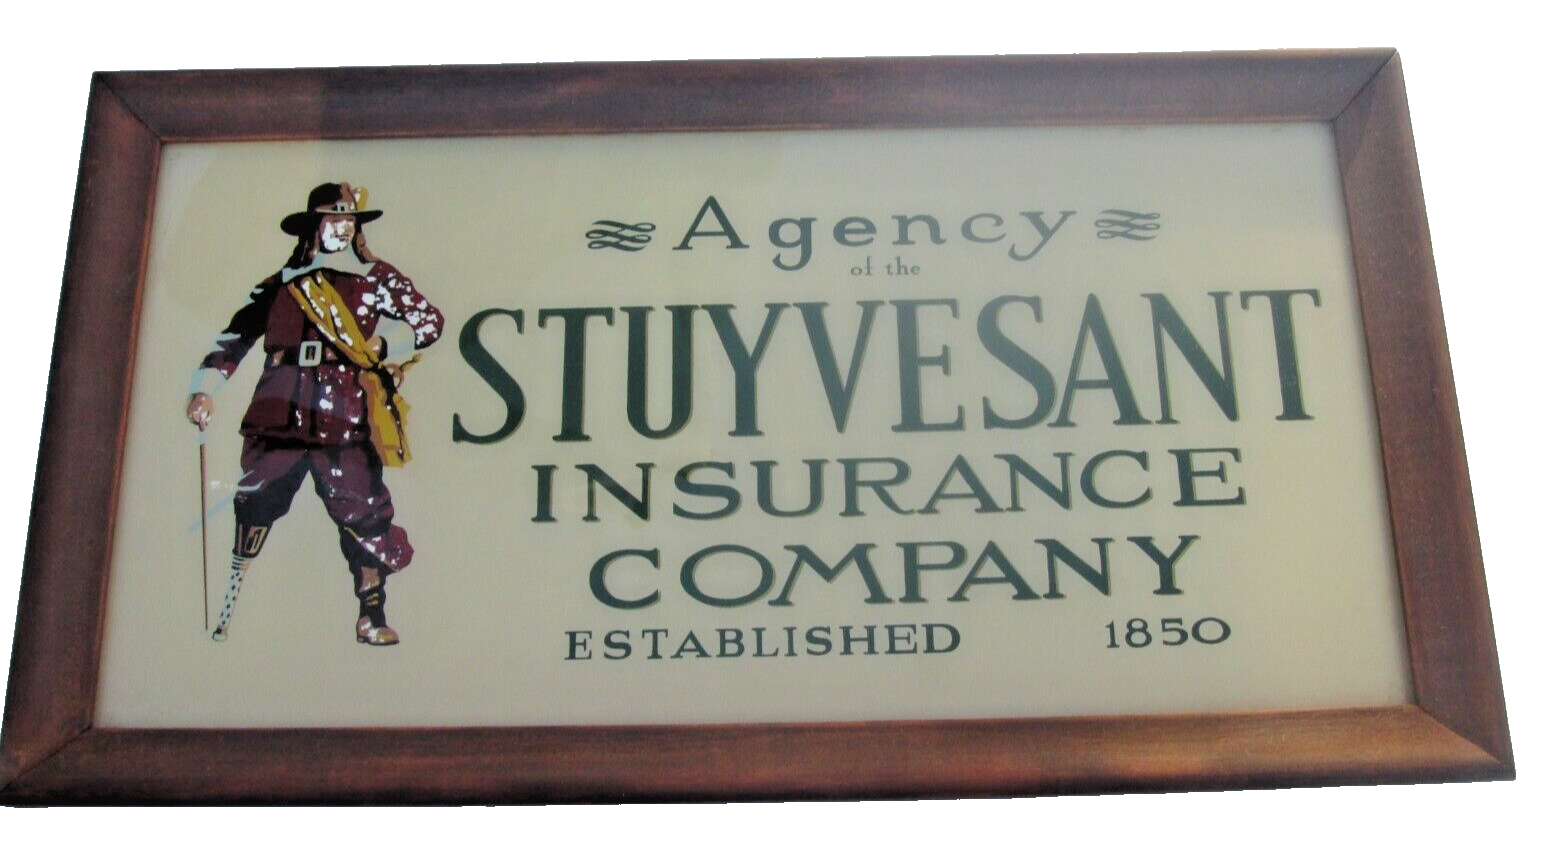 Agency
of the
STUYVESANT
INSURANCE
COMPANY
ESTABLISHED 1850